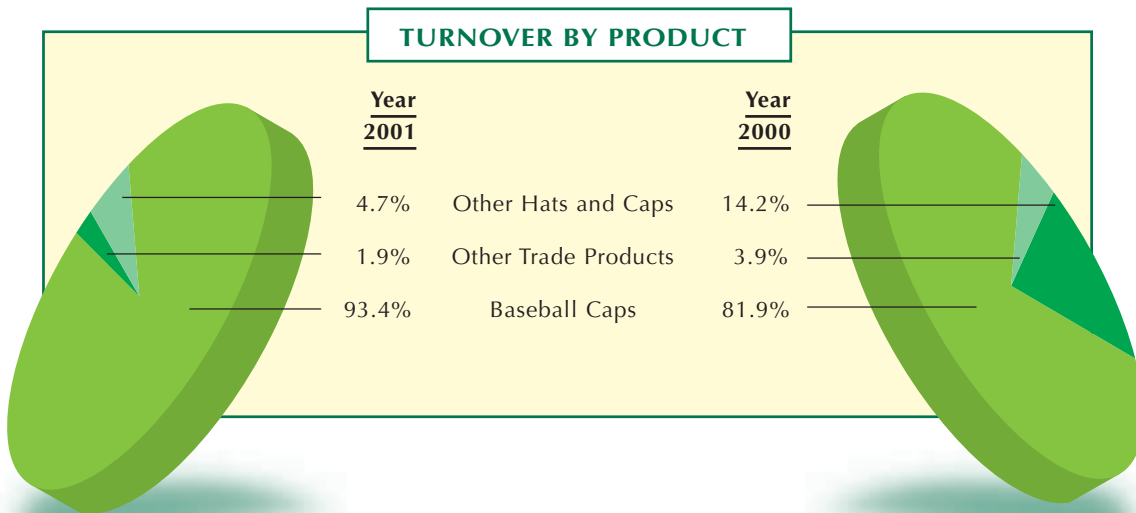 TURNOVER BY PRODUCT
Year Year
2001 2000
4.7% Other Hats and Caps 14.2%
1.9% Other Trade Products 3.9%
93.4% Baseball Caps 81.9%